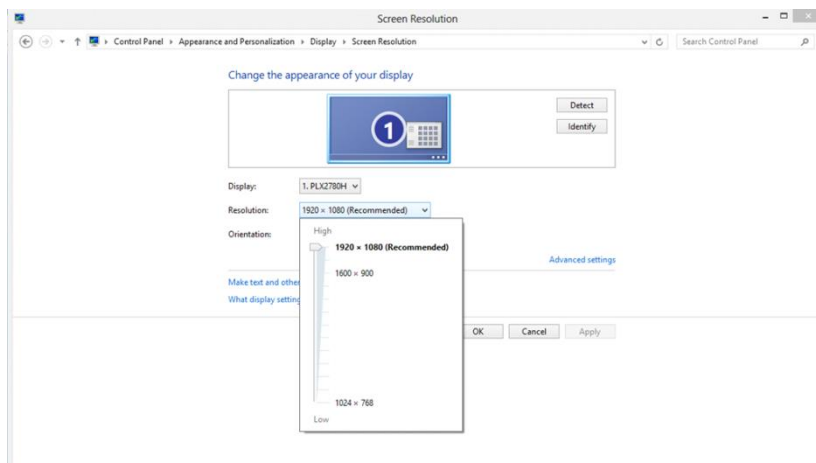 Screen Resolution
Control Panel Appearance and Personalization Display Screen Resolution
Search Control Panel
Change the appearance of your display
1
Detect
Identify
Display: 1. PLX2780H
Resolution: 1920 × 1080 (Recommended)
Orientation:
High
1920 × 1080 (Recommended)
1600 × 900
1024 × 768
Low
Advanced settings
Make text and other
What display setting
OK Cancel Apply